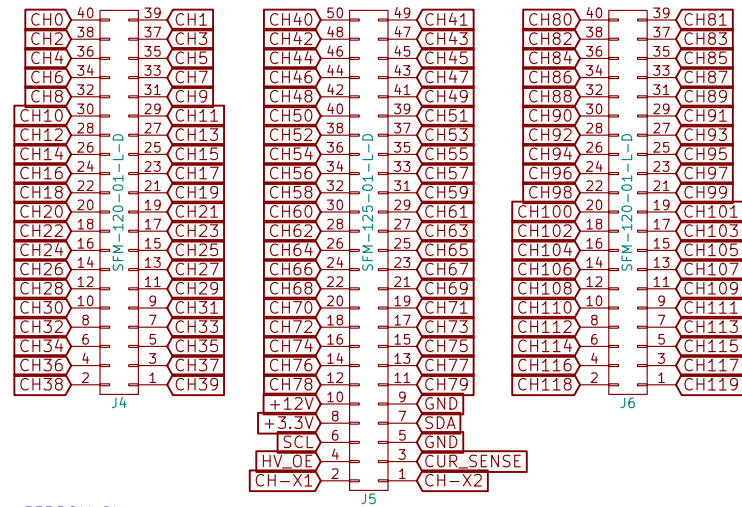 CH0 40 39 CH1 CH40 50 49 CH41 CH80 40 39 CH81
CH2 38 37 CH3 CH42 48 47 CH43 CH82 38 37 CH83
CH4 36 35 CH5 CH44 46 45 CH45 CH84 36 35 CH85
CH6 34 33 CH7 CH46 44 43 CH47 CH86 34 33 CH87
CH8 32 31 CH9 CH48 42 41 CH49 CH88 32 31 CH89
CH10 30 29 CH11 CH50 40 39 CH51 CH90 30 29 CH91
CH12 28 27 CH13 CH52 38 37 CH53 CH92 28 27 CH93
CH14 26 25 CH15 CH54 36 35 CH55 CH94 26 25 CH95
CH16 24 23 CH17 CH56 34 33 CH57 CH96 24 23 CH97
CH18 22 21 CH19 CH58 32 31 CH59 CH98 22 21 CH99
CH20 20 19 CH21 CH60 30 29 CH61 CH100 20 19 CH101
CH22 18 17 CH23 CH62 28 27 CH63 CH102 18 17 CH103
CH24 16 15 CH25 CH64 26 25 CH65 CH104 16 15 CH105
CH26 14 13 CH27 CH66 24 23 CH67 CH106 14 13 CH107
CH28 12 11 CH29 CH68 22 21 CH69 CH108 12 11 CH109
CH30 10 9 CH31 CH70 20 19 CH71 CH110 10 9 CH111
CH32 8 7 CH33 CH72 18 17 CH73 CH112 8 7 CH113
CH34 6 5 CH35 CH74 16 15 CH75 CH114 6 5 CH115
CH36 4 3 CH37 CH76 14 13 CH77 CH116 4 3 CH117
CH38 2 1 CH39 CH78 12 11 CH79 CH118 2 1 CH119
SFM-120-01-L-D SFM-125-01-L-D SFM-120-01-L-D
J4 +12V 10 9 GND J6
+3.3V 8 7 SDA
SCL 6 5 GND
HV_OE 4 3 CUR_SENSE
CH-X1 2 1 CH-X2
J5